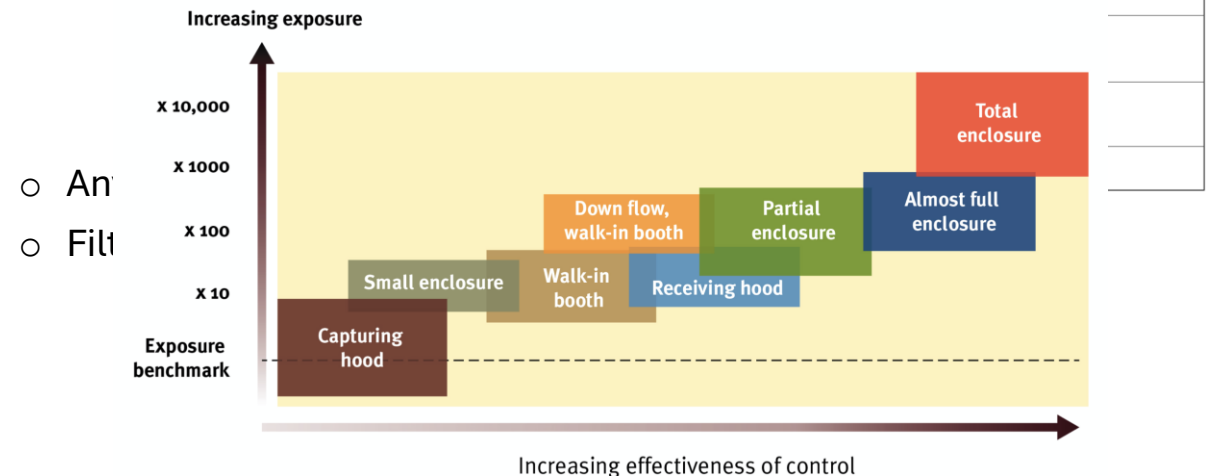 Increasing exposure
X 10,000
X 1000
X 100
X 10
Exposure
benchmark
Total
enclosure
Almost full
enclosure
Down flow,
walk-in booth
Partial
enclosure
Small enclosure
Walk-in
booth
Receiving hood
Capturing
hood
Increasing effectiveness of control